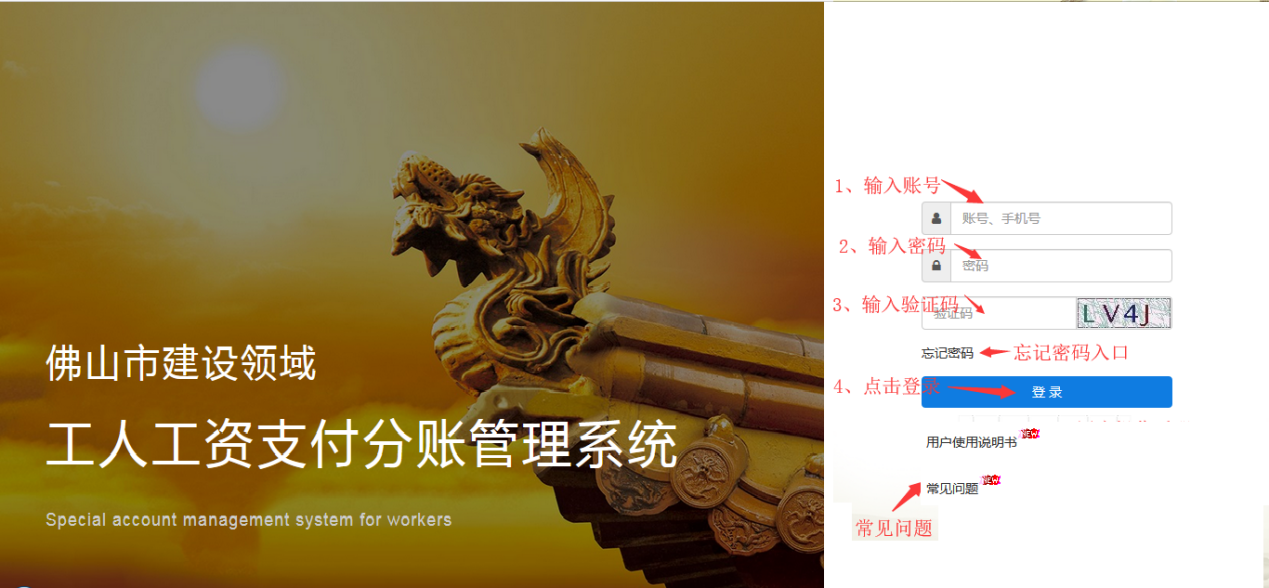 佛山市建设领域
工人工资支付分账管理系统
Special account management system for workers
1、输入账号
账号、手机号
2、输入密码
密码
3、输入验证码
验证码
LV4J
忘记密码
忘记密码入口
4、点击登录
登 录
用户使用说明书 NEW
常见问题 NEW
常见问题